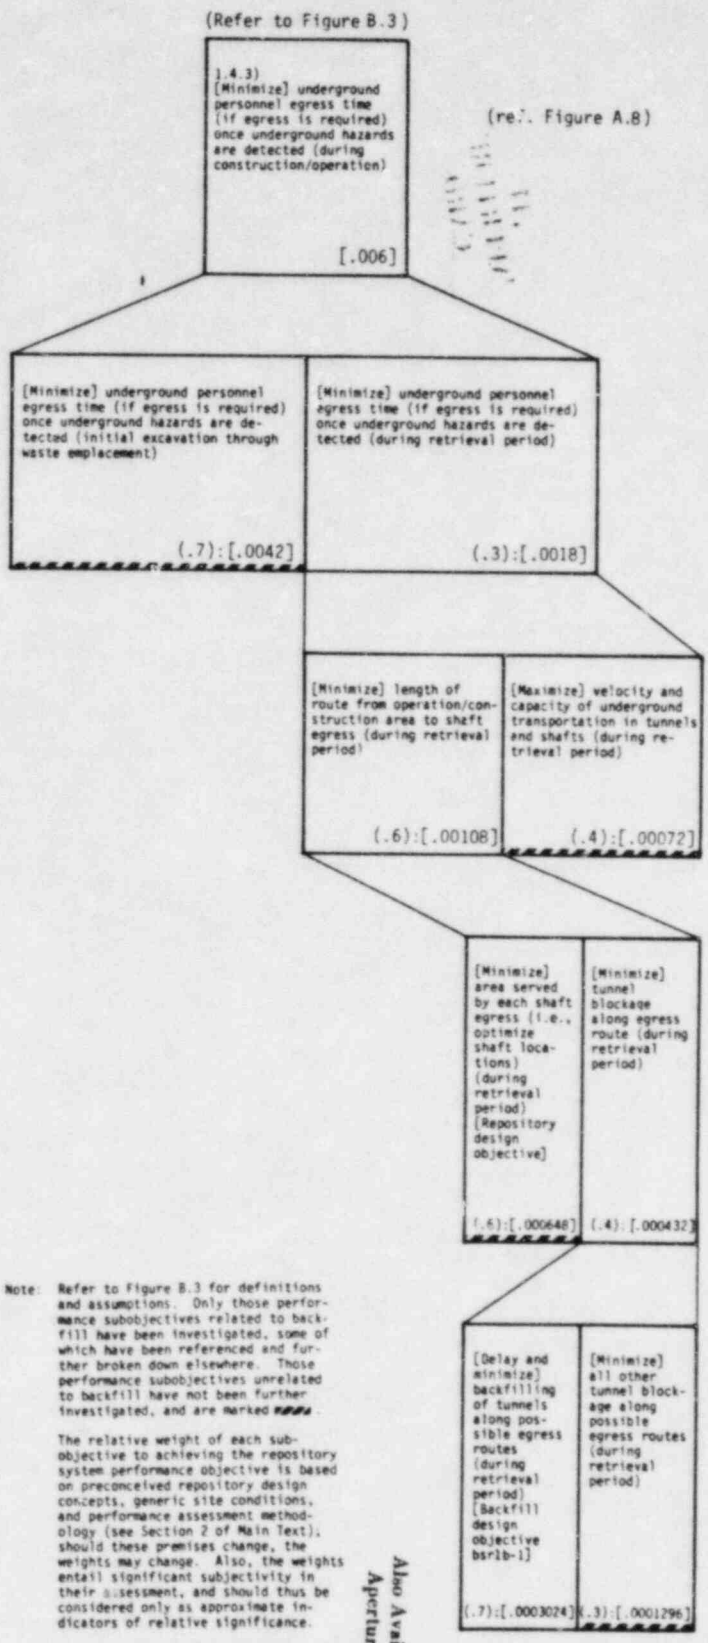 (Refer to Figure B.3)
1.4.3)
[Minimize] underground
personnel egress time
(if egress is required)
once underground hazards
are detected (during
construction/operation)
[.006]
(re. Figure A.8)
[Minimize] underground personnel
egress time (if egress is required)
once underground hazards are de-
tected (initial excavation through
waste emplacement)
(.7):[.0042]
[Minimize] underground personnel
egress time (if egress is required)
once underground hazards are de-
tected (during retrieval period)
(.3):[.0018]
[Minimize] length of
route from operation/con-
struction area to shaft
egress (during retrieval
period)
(.6):[.00108]
[Maximize] velocity and
capacity of underground
transportation in tunnels
and shafts (during re-
trieval period)
(.4):[.00072]
[Minimize]
area served
by each shaft
egress (i.e.,
optimize
shaft loca-
tions)
(during
retrieval
period)
[Repository
design
objective]
(.6):[.000648]
[Minimize]
tunnel
blockage
along egress
route (during
retrieval
period)
(.4):[.000432]
[Delay and
minimize]
backfilling
of tunnels
along pos-
sible egress
routes
(during
retrieval
period)
[Backfill
design
objective
bsr1b-1]
(.7):[.0003024]
[Minimize]
all other
tunnel block-
age along
possible
egress routes
(during
retrieval
period)
(.3):[.0001296]
Note: Refer to Figure B.3 for definitions
and assumptions. Only those perfor-
mance subobjectives related to back-
fill have been investigated, some of
which have been referenced and fur-
ther broken down elsewhere. Those
performance subobjectives unrelated
to backfill have not been further
investigated, and are marked .
The relative weight of each sub-
objective to achieving the repository
system performance objective is based
on preconceived repository design
concepts, generic site conditions,
and performance assessment method-
ology (see Section 2 of Main Text);
should these premises change, the
weights may change. Also, the weights
entail significant subjectivity in
their assessment, and should thus be
considered only as approximate in-
dicators of relative significance.
Also Avai
Apertur